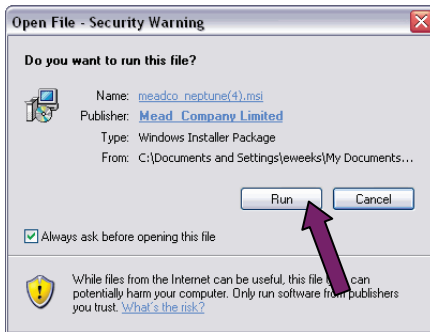 Open File - Security Warning
Do you want to run this file?
Name: meadco_neptune(4).msi
Publisher: Mead Company Limited
Type: Windows Installer Package
From: C:\Documents and Settings\eweeks\My Documents...
Run Cancel
Always ask before opening this file
While files from the Internet can be useful, this file can
potentially harm your computer. Only run software from publishers
you trust. What's the risk?